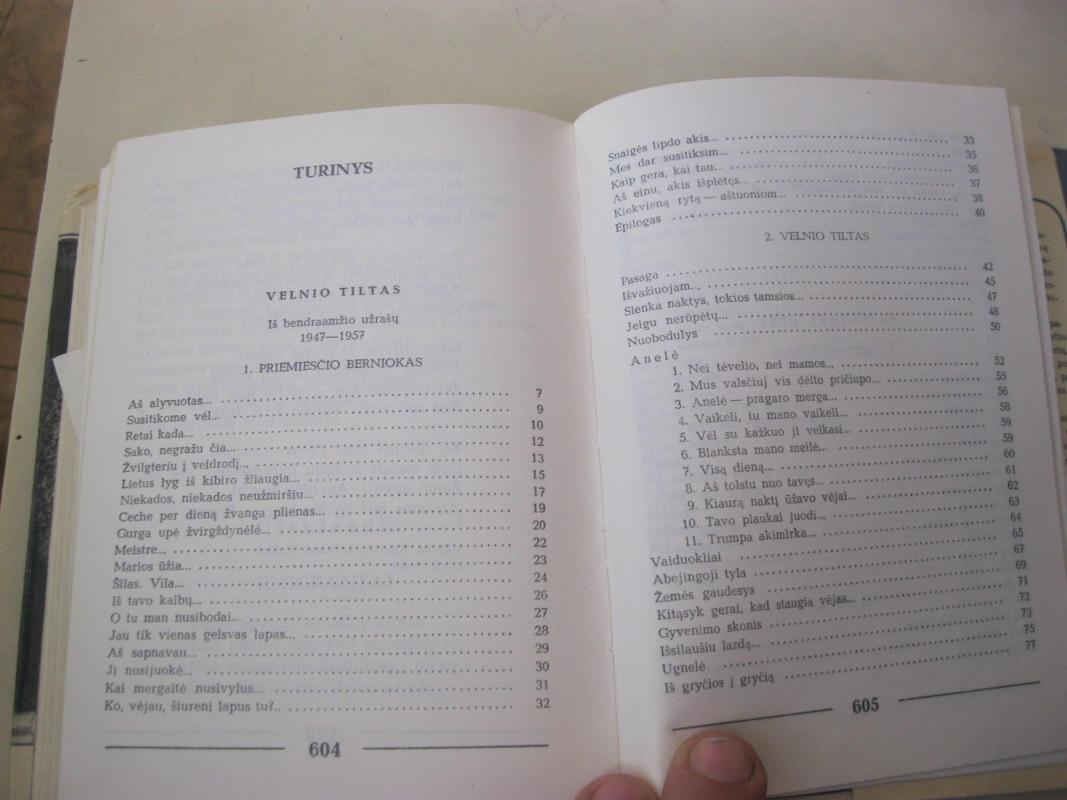 TURINYS
VELNIO TILTAS
Iš bendraamžio užrašų
1947—1957
1. PRIEMIESČIO BERNIOKAS
Aš alyvuotas... 7
Susitikome vėl... 9
Retai kada... 10
Sako, negražu čia... 12
Žvilgteriu į veidrodį... 13
Lietus lyg iš kibiro žliaugia... 15
Niekados, niekados neužmiršiu... 17
Ceche per dieną žvanga plienas... 19
Gurga upė žvirgždynėlė... 20
Meistre... 22
Marios ūžia... 23
Šilas. Vila... 24
Iš tavo kalbų... 26
O tu man nusibodai... 27
Jau tik vienas gelsvas lapas... 28
Aš sapnavau... 29
Ji nusijuokė... 30
Kai mergaitė nusivylus... 31
Ko, vėjau, šiureni lapus tu?.. 32
604
Snaigės lipdo akis... 33
Mes dar susitiksim... 35
Kaip gera, kai tau... 36
Aš einu, akis išplėtęs... 37
Kiekvieną rytą — aštuoniom... 38
Epilogas 40
2. VELNIO TILTAS
Pasaga 42
Išvažiuojam... 45
Slenka naktys, tokios tamsios... 47
Jeigu nerūpėtų... 48
Nuobodulys 50
Anelė
1. Nei tėvelio, nei mamos... 52
2. Mus valsčiuj vis dėlto pričiupo... 55
3. Anelė — pragaro merga... 56
4. Vaikeli, tu mano vaikeli... 58
5. Vėl su kažkuo ji velkasi... 59
6. Blanksta mano meilė... 59
7. Visą dieną... 60
8. Aš tolstu nuo tavęs... 61
9. Kiaurą naktį ūžavo vėjai... 62
10. Tavo plaukai juodi... 63
11. Trumpa akimirka... 64
Vaiduokliai 65
Abejingoji tyla 67
Žemės gaudesys 69
Kitąsyk gerai, kad staugia vėjas... 71
Gyvenimo skonis 72
Išsilaušiu lazdą... 73
Ugnelė 75
Iš gryčios į gryčią 77
605